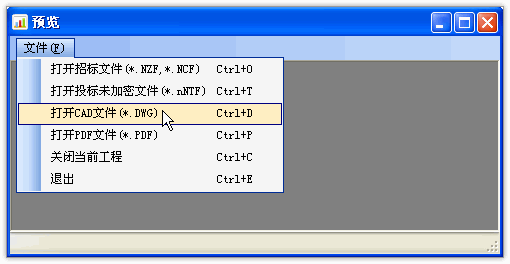 预览
文件(F)
打开招标文件(*.NZF,*.NCF) Ctrl+O
打开投标未加密文件(*.nNTF) Ctrl+T
打开CAD文件(*.DWG) Ctrl+D
打开PDF文件(*.PDF) Ctrl+P
关闭当前工程 Ctrl+C
退出 Ctrl+E